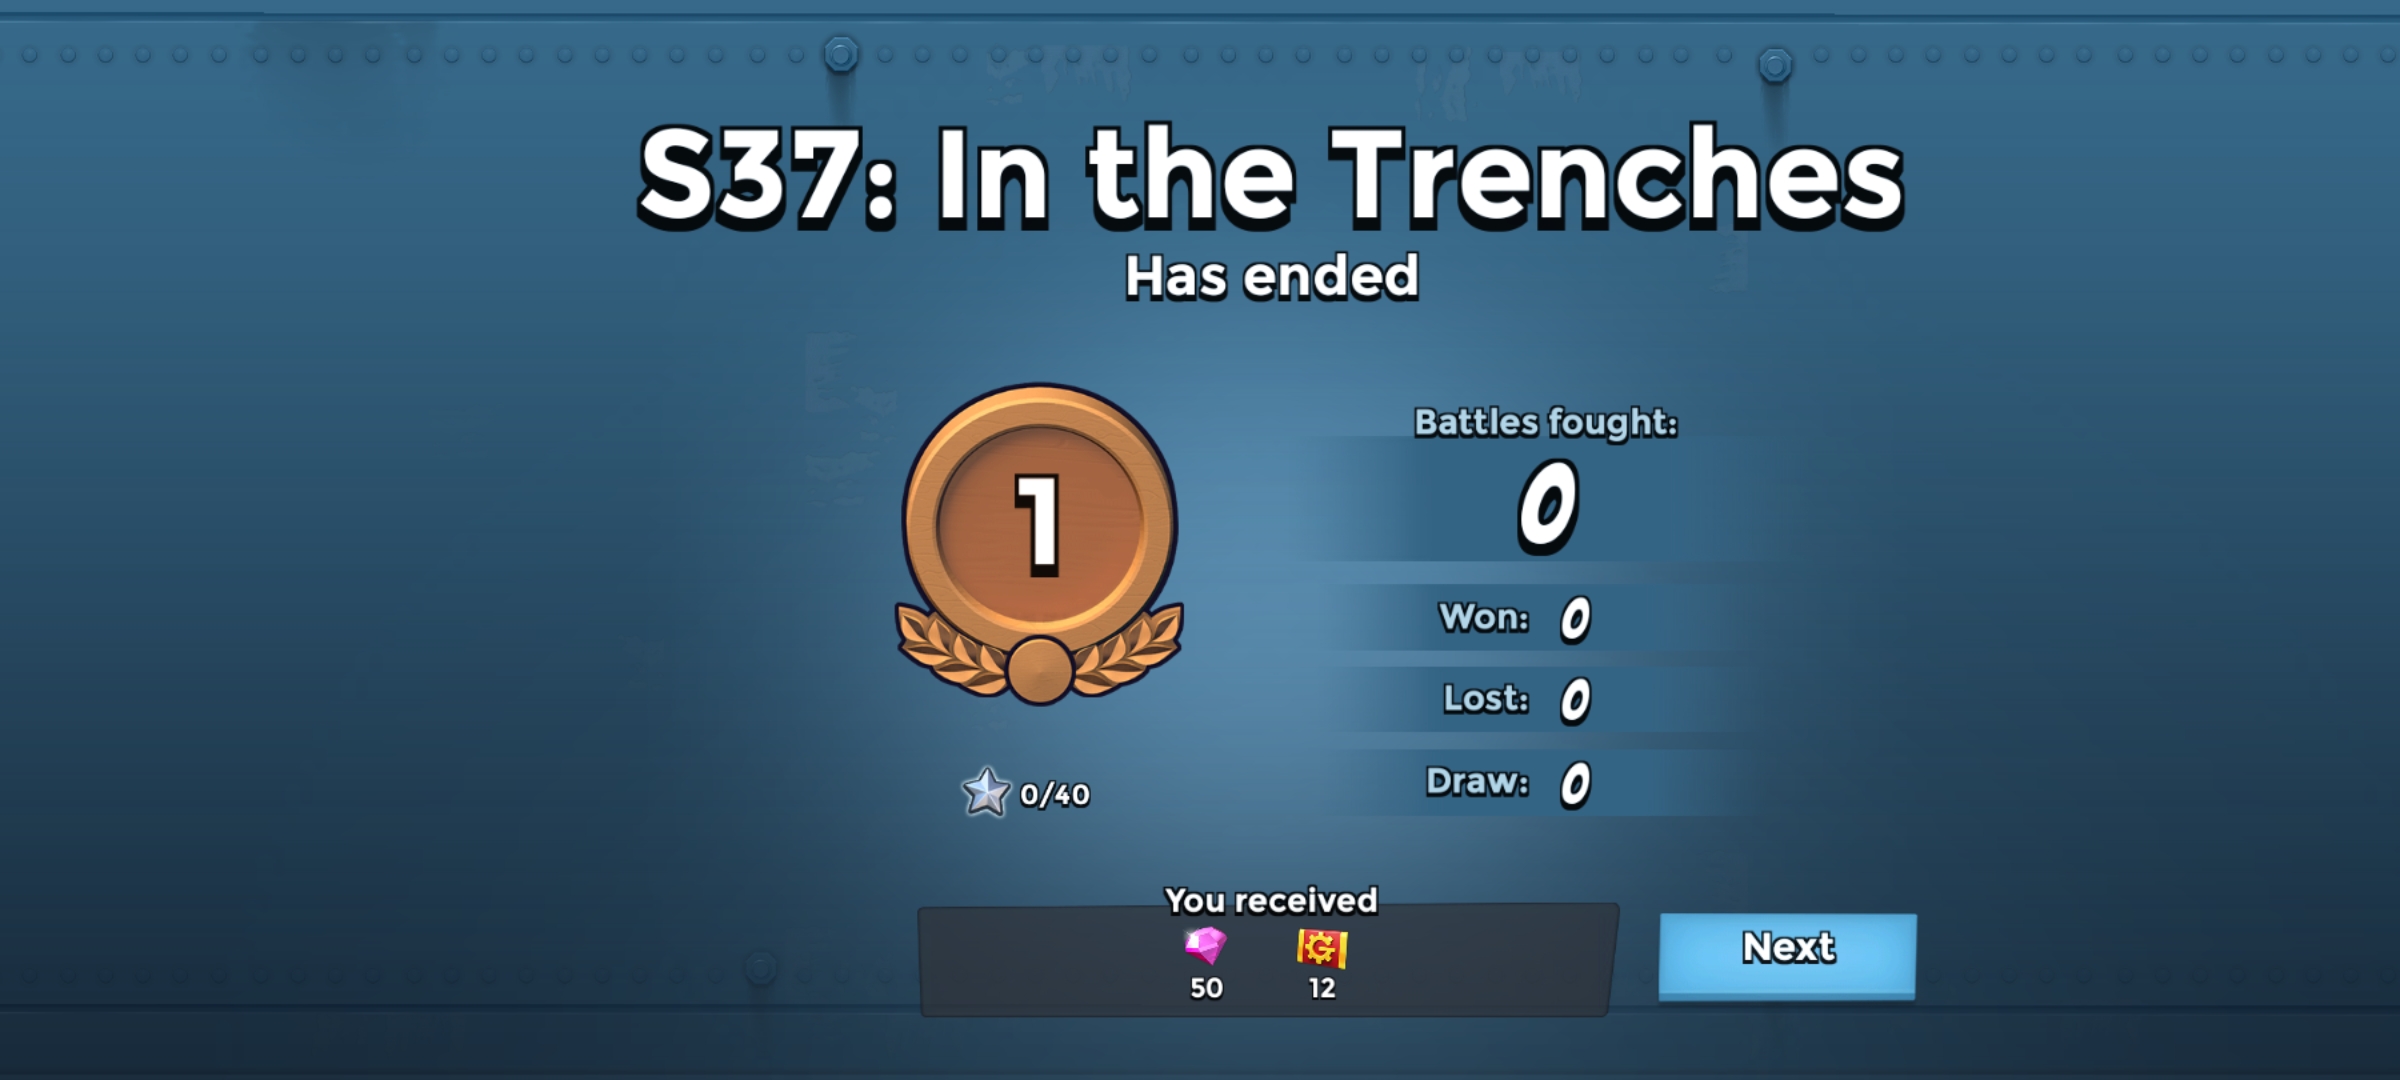 S37: In the Trenches
Has ended
1
0/40
Battles fought:
0
Won: 0
Lost: 0
Draw: 0
You received
50 12
G
Next